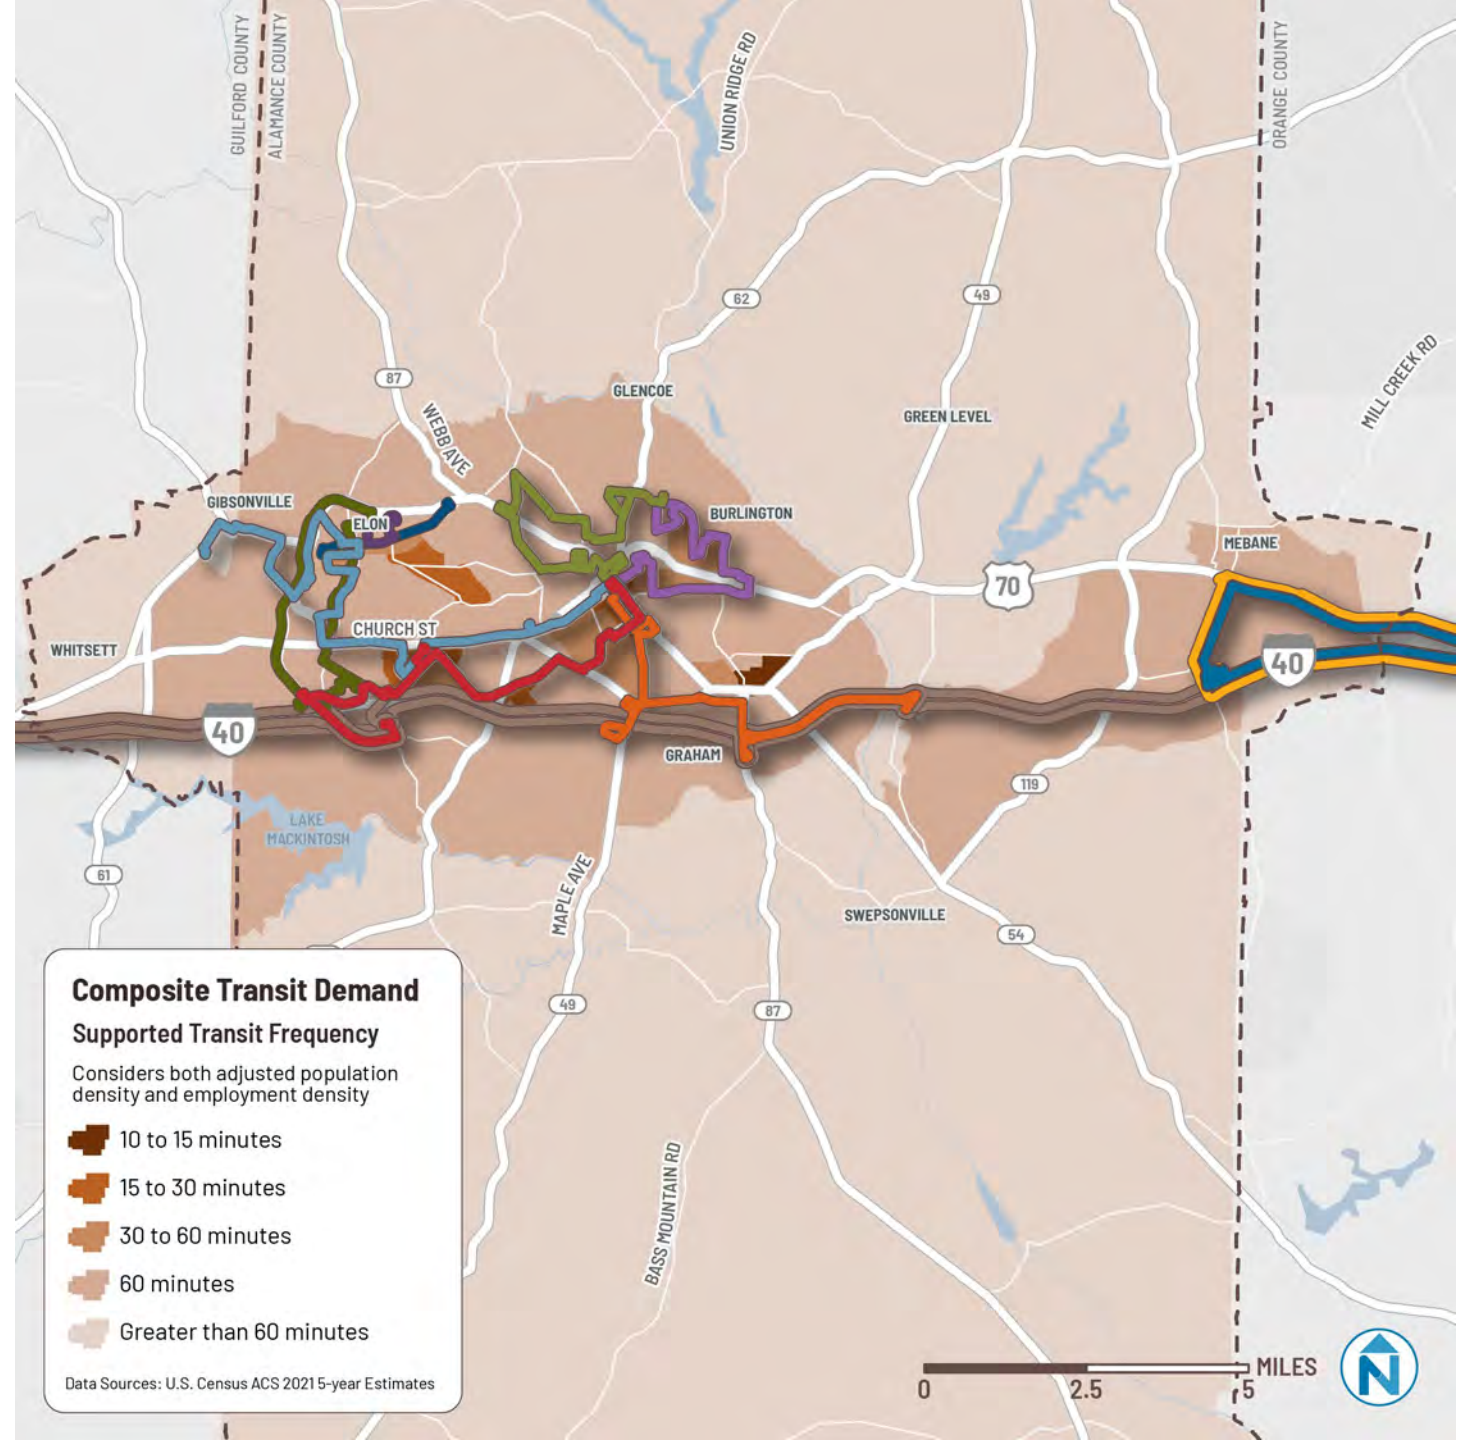 GUILFORD COUNTY
ALAMANCE COUNTY
UNION RIDGE RD
ORANGE COUNTY
62
49
MILL CREEK RD
87
GLENCOE
WEBB AVE
GREEN LEVEL
GIBSONVILLE
ELON
BURLINGTON
MEBANE
70
CHURCH ST
WHITSETT
40
40
GRAHAM
119
LAKE
MACKINTOSH
61
MAPLE AVE
SWEPSONVILLE
54
49
87
BASS MOUNTAIN RD
Composite Transit Demand
Supported Transit Frequency
Considers both adjusted population
density and employment density
10 to 15 minutes
15 to 30 minutes
30 to 60 minutes
60 minutes
Greater than 60 minutes
Data Sources: U.S. Census ACS 2021 5-year Estimates
MILES
0
2.5
5
N